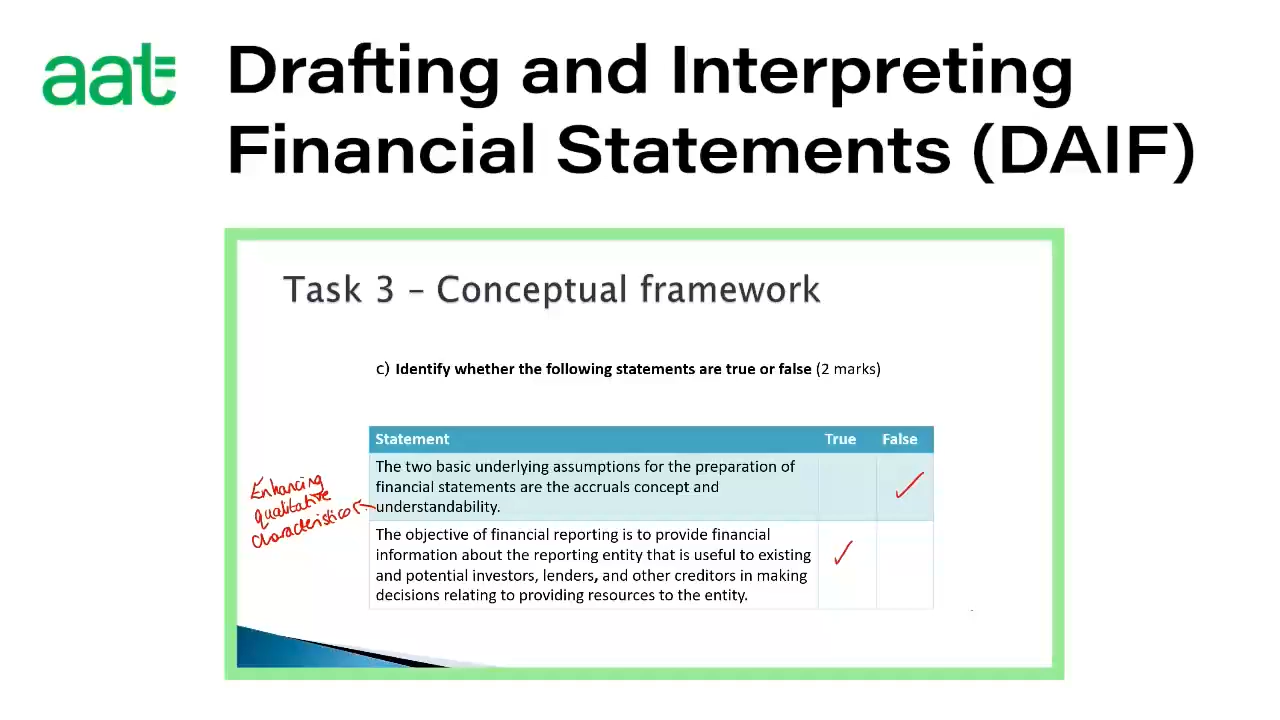 aat
Drafting and Interpreting
Financial Statements (DAIF)
Task 3 – Conceptual framework
c) Identify whether the following statements are true or false (2 marks)
Statement True False
The two basic underlying assumptions for the preparation of
financial statements are the accruals concept and
understandability.
Enhancing
qualitative
characteristics
The objective of financial reporting is to provide financial
information about the reporting entity that is useful to existing
and potential investors, lenders, and other creditors in making
decisions relating to providing resources to the entity.